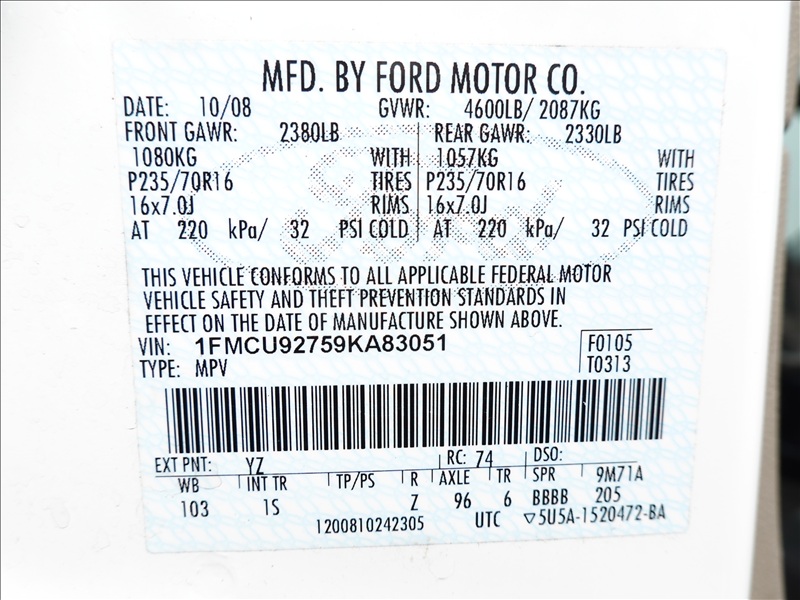 MFD. BY FORD MOTOR CO.
DATE: 10/08 GVWR: 4600LB/ 2087KG
FRONT GAWR: 2380LB REAR GAWR: 2330LB
1080KG WITH 1057KG WITH
P235/70R16 TIRES P235/70R16 TIRES
16x7.0J RIMS 16x7.0J RIMS
AT 220 kPa/ 32 PSI COLD AT 220 kPa/ 32 PSI COLD
THIS VEHICLE CONFORMS TO ALL APPLICABLE FEDERAL MOTOR
VEHICLE SAFETY AND THEFT PREVENTION STANDARDS IN
EFFECT ON THE DATE OF MANUFACTURE SHOWN ABOVE.
VIN: 1FMCU92759KA83051 F0105
TYPE: MPV T0313
EXT PNT: YZ RC: 74 DSO:
WB INT TR TP/PS R AXLE TR SPR 9M71A
103 1S Z 96 6 BBBB 205
1200810242305 UTC ▽5U5A-1520472-BA